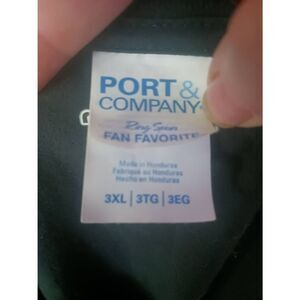 PORT &
COMPANY
Ring Spun
FAN FAVORITE
Made in Honduras
Fabriqué au Honduras
Hecho en Honduras
3XL | 3TG | 3EG